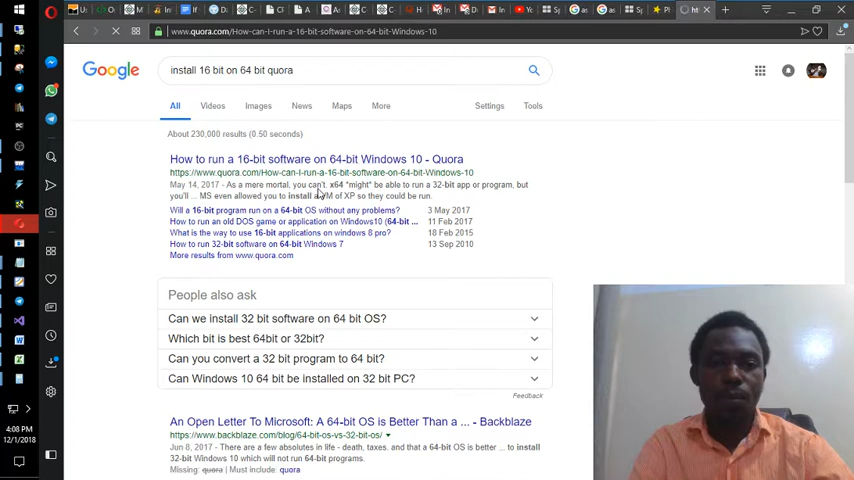 www.quora.com/How-can-I-run-a-16-bit-software-on-64-bit-Windows-10
Google
install 16 bit on 64 bit quora
All Videos Images News Maps More Settings Tools
About 230,000 results (0.50 seconds)
How to run a 16-bit software on 64-bit Windows 10 - Quora
https://www.quora.com/How-can-I-run-a-16-bit-software-on-64-bit-Windows-10
May 14, 2017 - As a mere mortal, you can't. x64 "might" be able to run a 32-bit app or program, but
you'll ... MS even allowed you to install a VM of XP so they could be run.
Will a 16-bit program run on a 64-bit OS without any problems? 3 May 2017
How to run an old DOS game or application on Windows10 (64-bit ... 11 Feb 2017
What is the way to use 16-bit applications on windows 8 pro? 18 Feb 2015
How to run 32-bit software on 64-bit Windows 7 13 Sep 2010
More results from www.quora.com
People also ask
Can we install 32 bit software on 64 bit OS?
Which bit is best 64bit or 32bit?
Can you convert a 32 bit program to 64 bit?
Can Windows 10 64 bit be installed on 32 bit PC?
Feedback
An Open Letter To Microsoft: A 64-bit OS is Better Than a ... - Backblaze
https://www.backblaze.com/blog/64-bit-os-vs-32-bit-os/
Jun 8, 2017 - There are a few absolutes in life - death, taxes, and that a 64-bit OS is better ... to install
32-bit Windows 10 which will not run 64-bit programs.
Missing: quora | Must include: quora
4:08 PM
12/1/2018